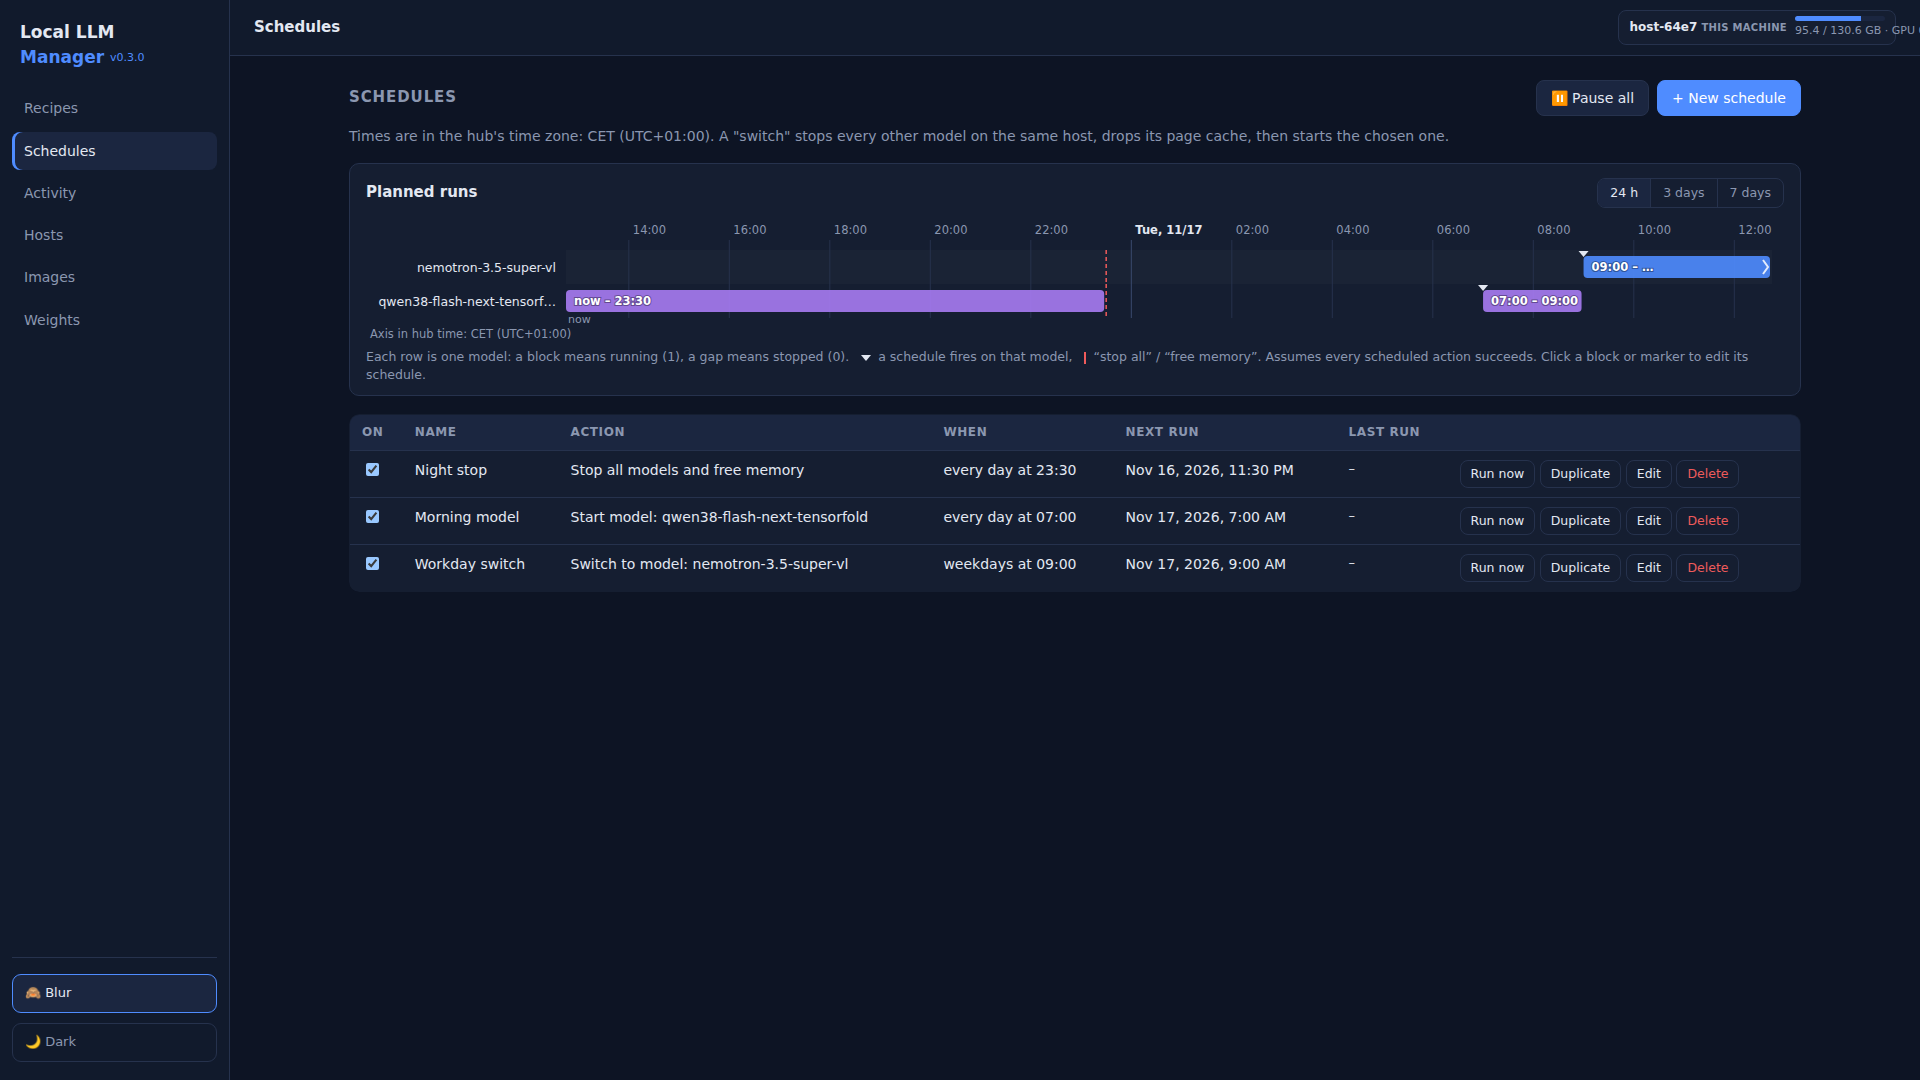 Local LLM
Manager v0.3.0
Recipes
Schedules
Activity
Hosts
Images
Weights
🙈 Blur
🌙 Dark
Schedules
host-64e7 THIS MACHINE
95.4 / 130.6 GB · GPU
SCHEDULES
⏸ Pause all
+ New schedule
Times are in the hub's time zone: CET (UTC+01:00). A "switch" stops every other model on the same host, drops its page cache, then starts the chosen one.
Planned runs
24 h 3 days 7 days
14:00 16:00 18:00 20:00 22:00 Tue, 11/17 02:00 04:00 06:00 08:00 10:00 12:00
nemotron-3.5-super-vl 09:00 – …
qwen38-flash-next-tensorf… now – 23:30 07:00 – 09:00
now
Axis in hub time: CET (UTC+01:00)
Each row is one model: a block means running (1), a gap means stopped (0). ▼ a schedule fires on that model, | “stop all” / “free memory”. Assumes every scheduled action succeeds. Click a block or marker to edit its
schedule.
ON NAME ACTION WHEN NEXT RUN LAST RUN
Night stop Stop all models and free memory every day at 23:30 Nov 16, 2026, 11:30 PM – Run now Duplicate Edit Delete
Morning model Start model: qwen38-flash-next-tensorfold every day at 07:00 Nov 17, 2026, 7:00 AM – Run now Duplicate Edit Delete
Workday switch Switch to model: nemotron-3.5-super-vl weekdays at 09:00 Nov 17, 2026, 9:00 AM – Run now Duplicate Edit Delete